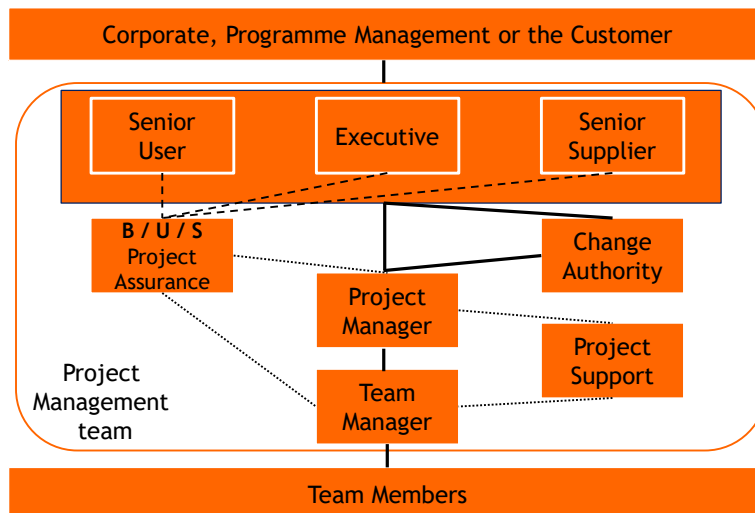 Corporate, Programme Management or the Customer
Senior
User
Executive
Senior
Supplier
B / U / S
Project
Assurance
Change
Authority
Project
Manager
Project
Support
Project
Management
team
Team
Manager
Team Members